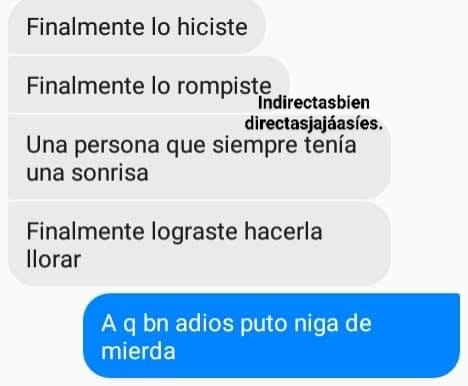 Finalmente lo hiciste
Finalmente lo rompiste
Indirectasbien
directasjajáasíes.
Una persona que siempre tenía
una sonrisa
Finalmente lograste hacerla
llorar
A q bn adios puto niga de
mierda